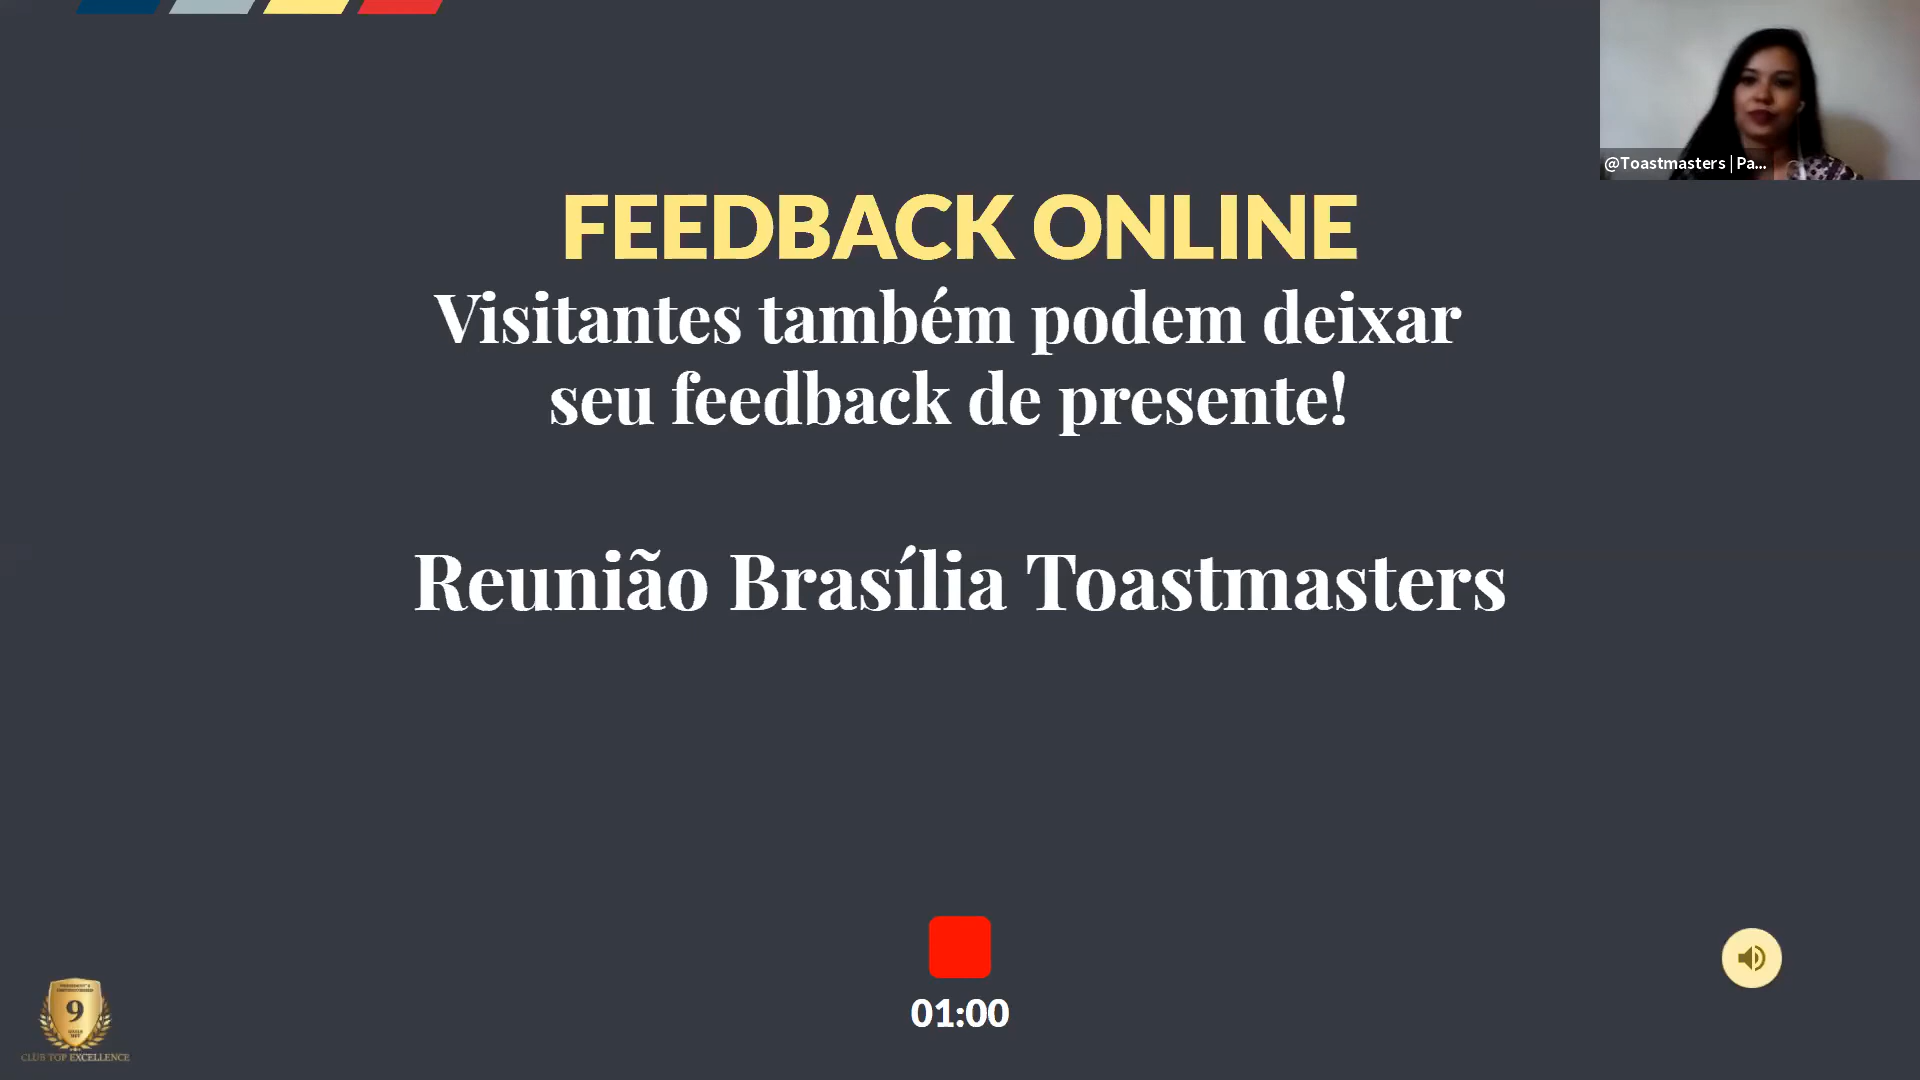 @Toastmasters | Pa...
FEEDBACK ONLINE
Visitantes também podem deixar
seu feedback de presente!
Reunião Brasília Toastmasters
01:00
9
CLUB TOP EXCELLENCE